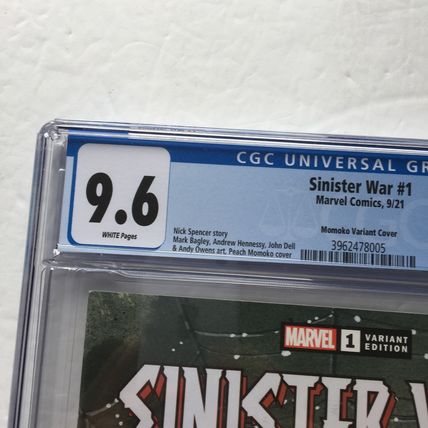 CGC UNIVERSAL GR
9.6
WHITE Pages
Sinister War #1
Marvel Comics, 9/21
Momoko Variant Cover
3962478005
Nick Spencer story
Mark Bagley, Andrew Hennessy, John Dell
& Andy Owens art, Peach Momoko cover
MARVEL 1 VARIANT EDITION
SINISTER W